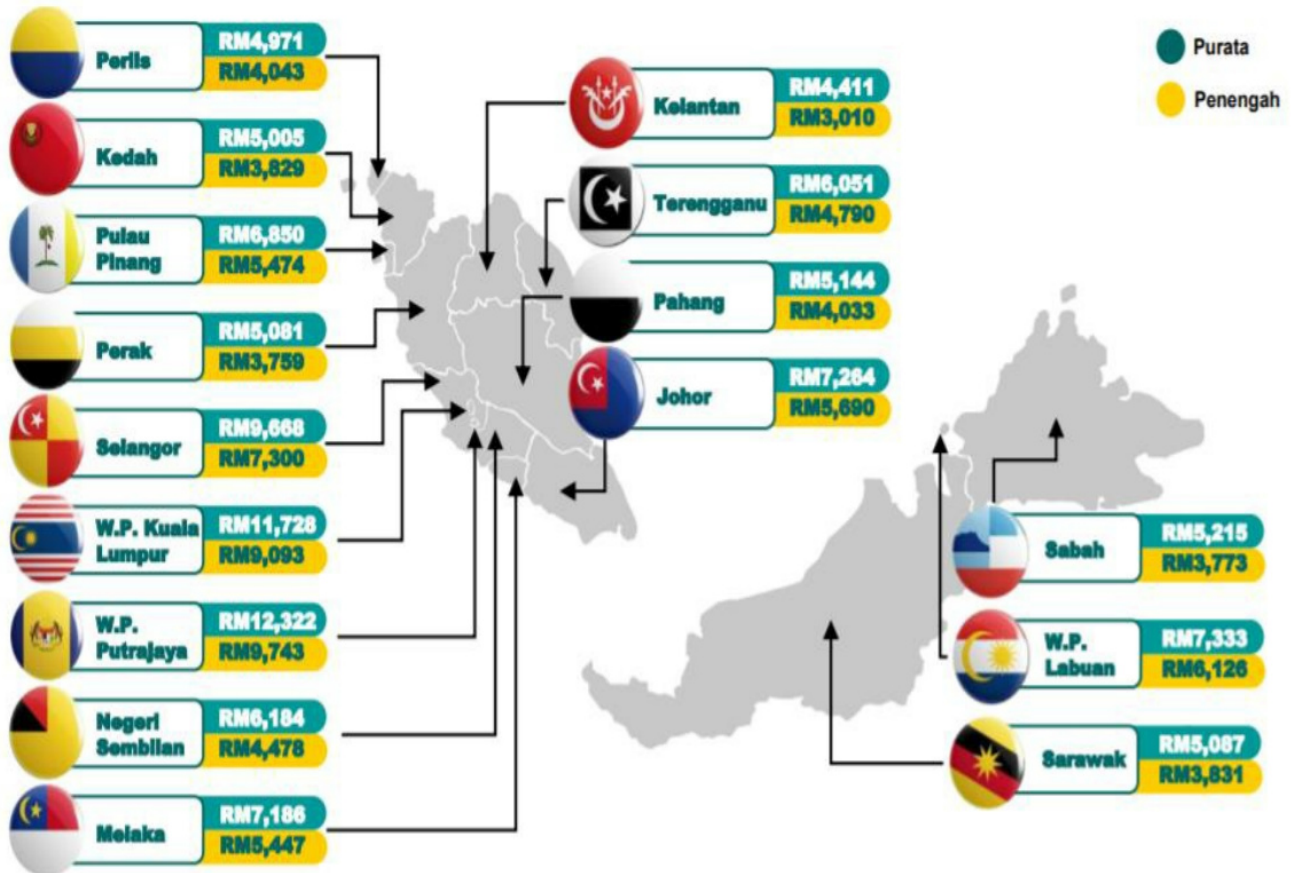 Perlis
RM4,971
RM4,043
Kedah
RM5,005
RM3,829
Pulau
Pinang
RM6,850
RM5,474
Perak
RM5,081
RM3,759
Selangor
RM9,668
RM7,300
W.P. Kuala
Lumpur
RM11,728
RM9,093
W.P.
Putrajaya
RM12,322
RM9,743
Negeri
Sembilan
RM6,184
RM4,478
Melaka
RM7,186
RM5,447
Kelantan
RM4,411
RM3,010
Terengganu
RM6,051
RM4,790
Pahang
RM5,144
RM4,033
Johor
RM7,264
RM5,690
Purata
Penengah
Sabah
RM5,215
RM3,773
W.P.
Labuan
RM7,333
RM6,126
Sarawak
RM5,087
RM3,831